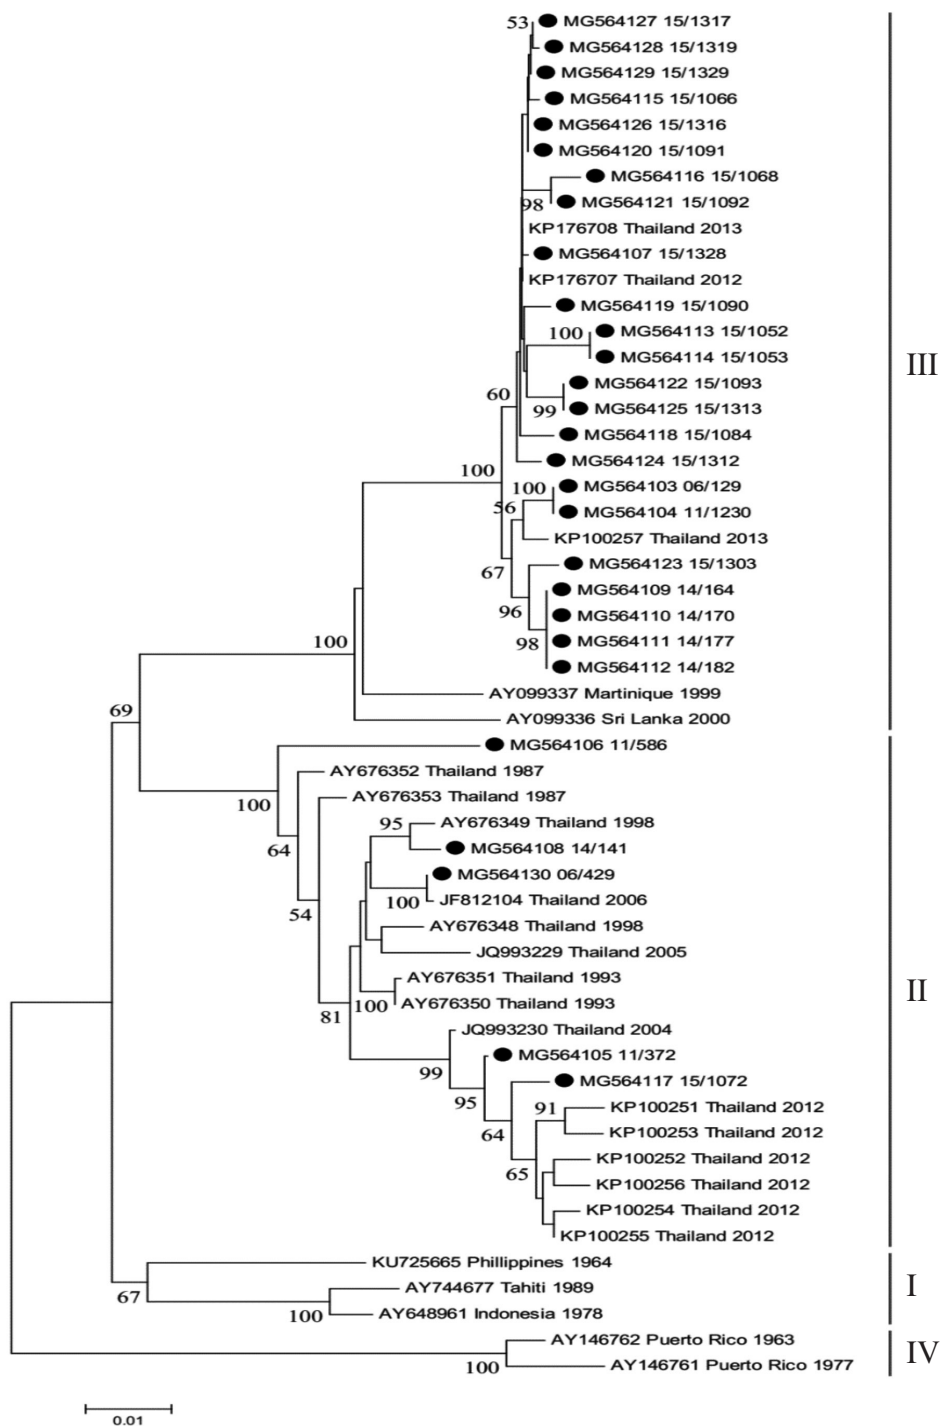 53
MG564127 15/1317
MG564128 15/1319
MG564129 15/1329
MG564115 15/1066
MG564126 15/1316
MG564120 15/1091
MG564116 15/1068
98
MG564121 15/1092
KP176708 Thailand 2013
MG564107 15/1328
KP176707 Thailand 2012
MG564119 15/1090
100
MG564113 15/1052
MG564114 15/1053
III
MG564122 15/1093
60
99
MG564125 15/1313
MG564118 15/1084
MG564124 15/1312
100
100
MG564103 06/129
56
MG564104 11/1230
KP100257 Thailand 2013
67
MG564123 15/1303
MG564109 14/164
96
MG564110 14/170
100
98
MG564111 14/177
MG564112 14/182
AY099337 Martinique 1999
69
AY099336 Sri Lanka 2000
MG564106 11/586
AY676352 Thailand 1987
100
AY676353 Thailand 1987
95
AY676349 Thailand 1998
64
MG564108 14/141
MG564130 06/429
100
JF812104 Thailand 2006
54
AY676348 Thailand 1998
JQ993229 Thailand 2005
AY676351 Thailand 1993
II
100
AY676350 Thailand 1993
81
JQ993230 Thailand 2004
MG564105 11/372
99
MG564117 15/1072
95
91
KP100251 Thailand 2012
64
KP100253 Thailand 2012
KP100252 Thailand 2012
65
KP100256 Thailand 2012
KP100254 Thailand 2012
KP100255 Thailand 2012
KU725665 Phillippines 1964
67
AY744677 Tahiti 1989
I
100
AY648961 Indonesia 1978
AY146762 Puerto Rico 1963
IV
100
AY146761 Puerto Rico 1977
0.01